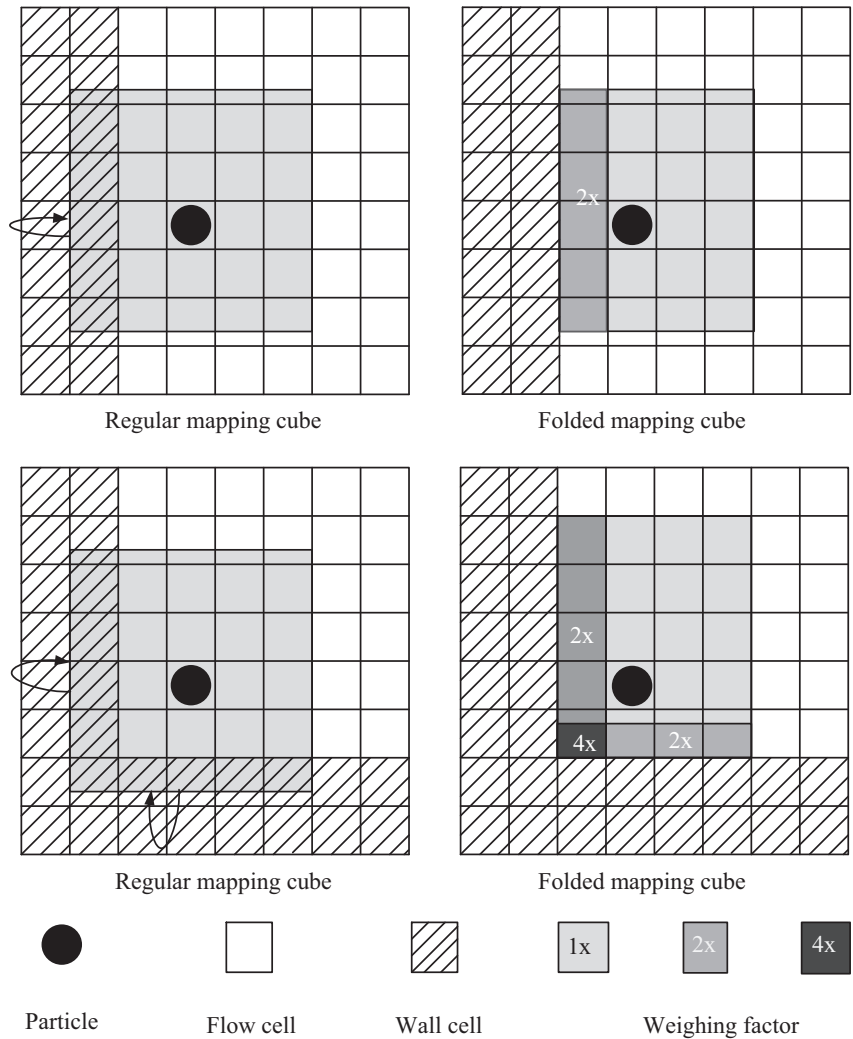 2x
Regular mapping cube
Folded mapping cube
2x
4x
2x
Regular mapping cube
Folded mapping cube
1x
2x
4x
Particle
Flow cell
Wall cell
Weighing factor